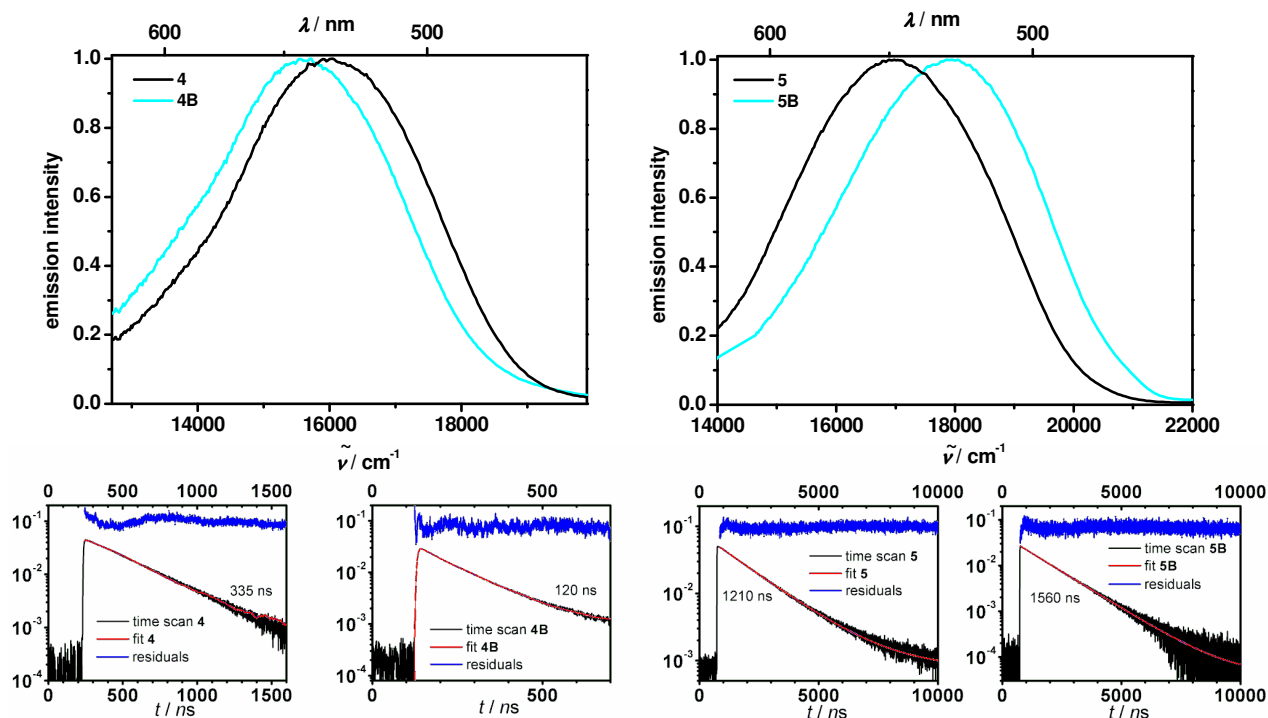 λ / nm
600 500
1.0
0.8
0.6
0.4
0.2
0.0
emission intensity
4
4B
14000 16000 18000
ν̃ / cm⁻¹
λ / nm
600 500
1.0
0.8
0.6
0.4
0.2
0.0
emission intensity
5
5B
14000 16000 18000 20000 22000
ν̃ / cm⁻¹
0 500 1000 1500
10⁻¹
10⁻²
10⁻³
10⁻⁴
335 ns
time scan 4
fit 4
residuals
0 500 1000 1500
t / ns
0 500
10⁻¹
10⁻²
10⁻³
10⁻⁴
120 ns
time scan 4B
fit 4B
residuals
0 500
t / ns
0 5000 10000
10⁻¹
10⁻²
10⁻³
time scan 5
fit 5
residuals
1210 ns
0 5000 10000
t / ns
0 5000 10000
10⁻¹
10⁻²
10⁻³
10⁻⁴
time scan 5B
fit 5B
residuals
1560 ns
0 5000 10000
t / ns